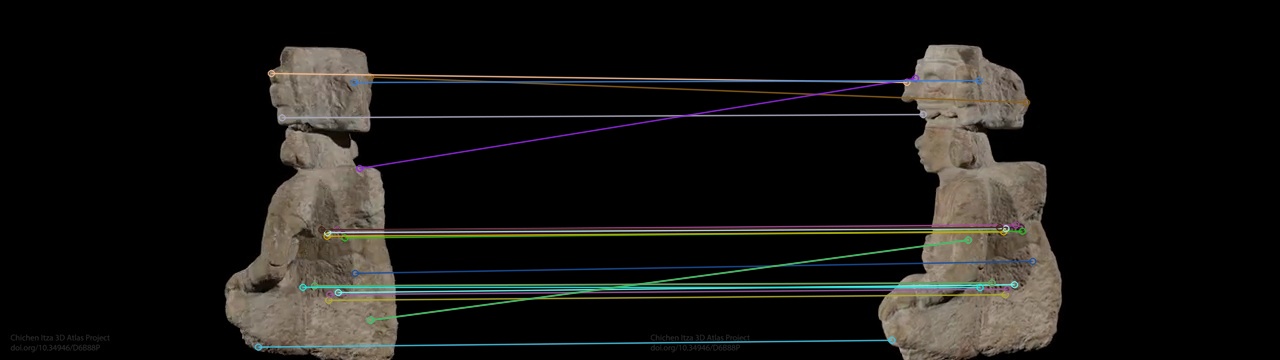 Chichen Itza 3D Atlas Project
doi.org/10.34946/D6B88P
Chichen Itza 3D Atlas Project
doi.org/10.34946/D6B88P